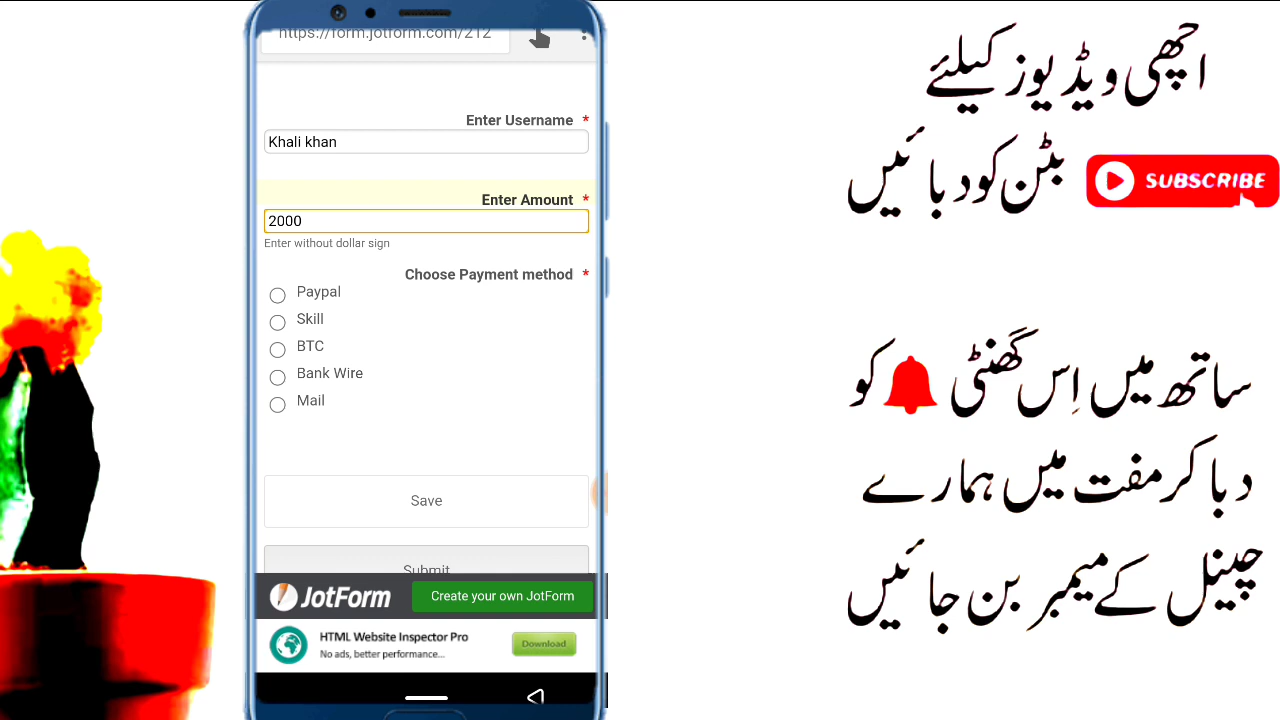 https://form.jotform.com/212
Enter Username *
Khali khan
Enter Amount *
2000
Enter without dollar sign
Choose Payment method *
Paypal
Skill
BTC
Bank Wire
Mail
Save
Submit
JotForm
Create your own JotForm
HTML Website Inspector Pro
No ads, better performance...
Download
اچھی ویڈیوز کیلئے
بٹن کو دبائیں
SUBSCRIBE
ساتھ میں اِس گھنٹی کو
دبا کر مفت میں ہمارے
چینل کے میمبر بن جائیں